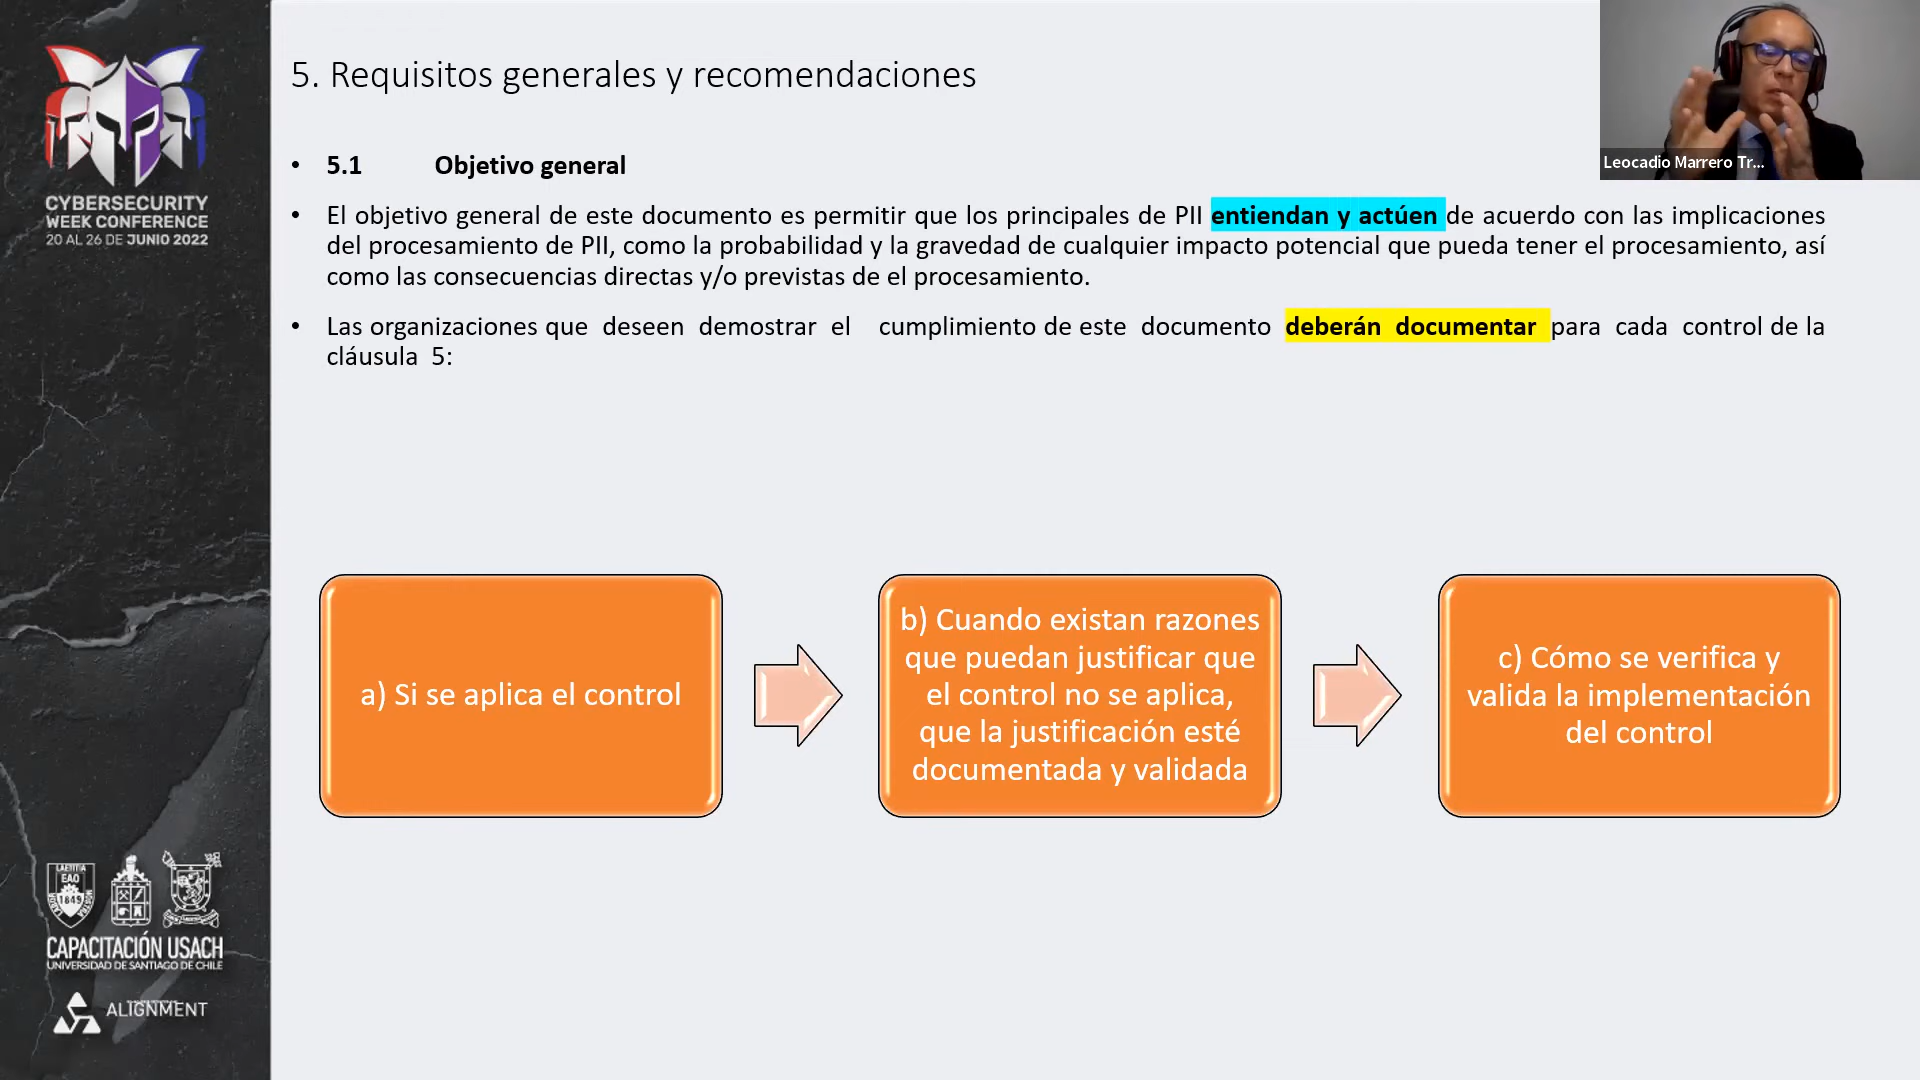 5. Requisitos generales y recomendaciones
• 5.1 Objetivo general
• El objetivo general de este documento es permitir que los principales de PII entiendan y actúen de acuerdo con las implicaciones
del procesamiento de PII, como la probabilidad y la gravedad de cualquier impacto potencial que pueda tener el procesamiento, así
como las consecuencias directas y/o previstas de el procesamiento.
• Las organizaciones que deseen demostrar el cumplimiento de este documento deberán documentar para cada control de la
cláusula 5:
a) Si se aplica el control
b) Cuando existan razones
que puedan justificar que
el control no se aplica,
que la justificación esté
documentada y validada
c) Cómo se verifica y
valida la implementación
del control
Leocadio Marrero Tr...
CYBERSECURITY
WEEK CONFERENCE
20 AL 26 DE JUNIO 2022
LAETITIA
EAO
1849
NOSTRA
CAPACITACIÓN USACH
UNIVERSIDAD DE SANTIAGO DE CHILE
ALIGNMENT